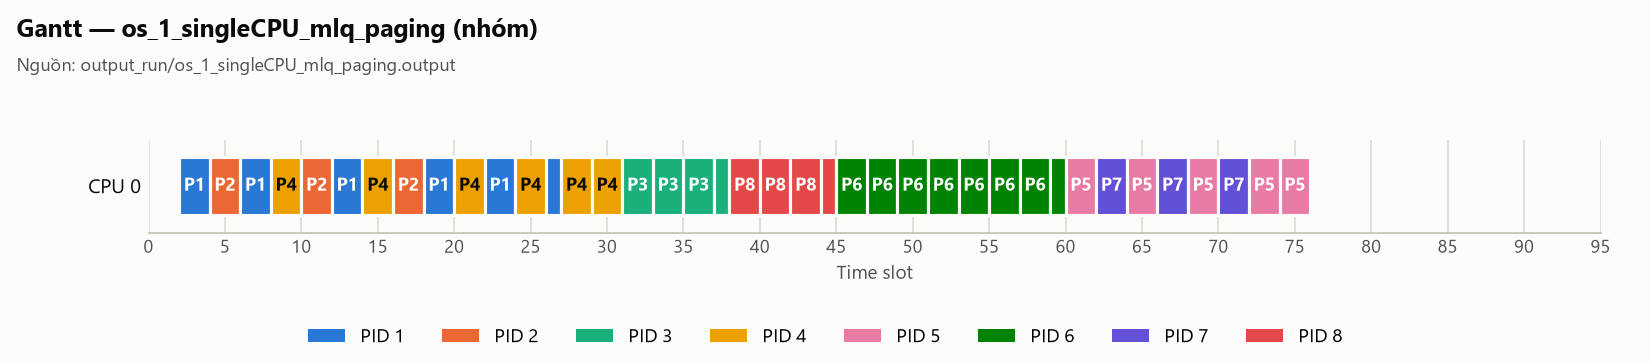 Gantt — os_1_singleCPU_mlq_paging (nhóm)
Nguồn: output_run/os_1_singleCPU_mlq_paging.output
CPU 0 P1 P2 P1 P4 P2 P1 P4 P2 P1 P4 P1 P4 P4 P4 P3 P3 P3 P8 P8 P8 P6 P6 P6 P6 P6 P6 P6 P5 P7 P5 P7 P5 P7 P5 P5
0 5 10 15 20 25 30 35 40 45 50 55 60 65 70 75 80 85 90 95
Time slot
PID 1 PID 2 PID 3 PID 4 PID 5 PID 6 PID 7 PID 8